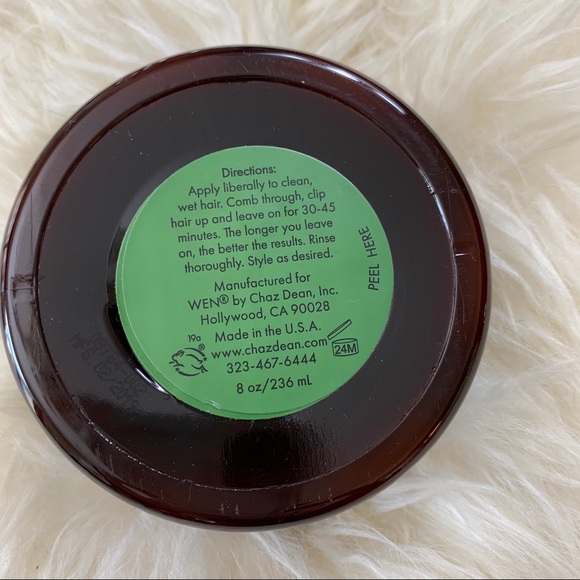 Directions:
Apply liberally to clean,
wet hair. Comb through, clip
hair up and leave on for 30-45
minutes. The longer you leave
on, the better the results. Rinse
thoroughly. Style as desired.
Manufactured for
WEN® by Chaz Dean, Inc.
Hollywood, CA 90028
Made in the U.S.A.
www.chazdean.com
323-467-6444
8 oz/236 mL
19a
24M
PEEL HERE